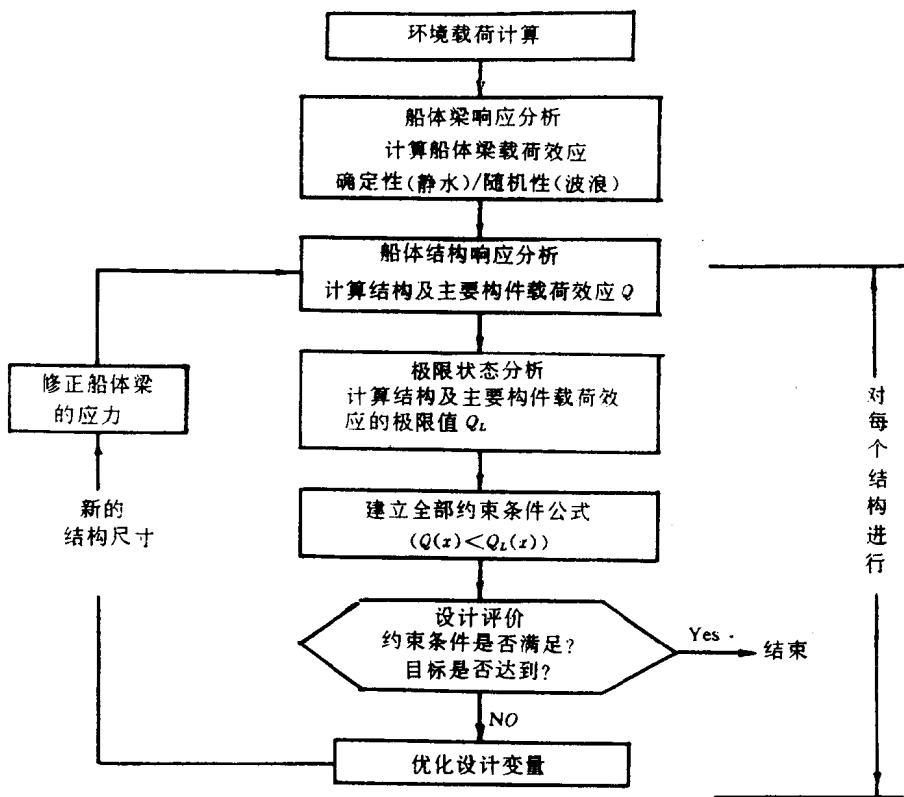 环境载荷计算
船体梁响应分析
计算船体梁载荷效应
确定性(静水)/随机性(波浪)
船体结构响应分析
计算结构及主要构件载荷效应Q
极限状态分析
计算结构及主要构件载荷效
应的极限值Q_L
建立全部约束条件公式
(Q(x)<Q_L(x))
设计评价
约束条件是否满足?
目标是否达到?
Yes
结束
NO
优化设计变量
新的
结构尺寸
修正船体梁
的应力
对每个结构进行